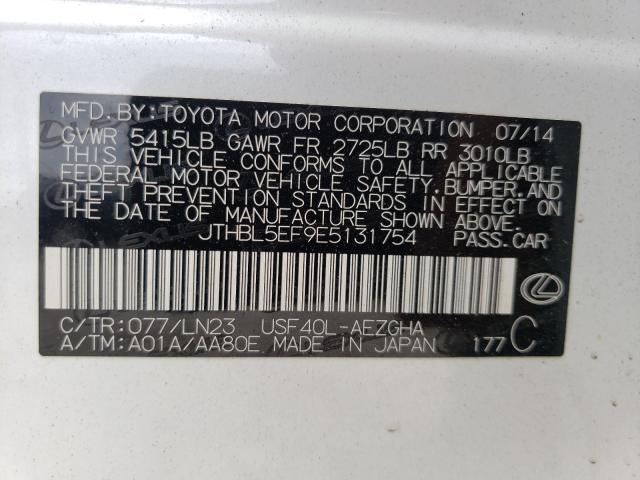 MFD. BY: TOYOTA MOTOR CORPORATION 07/14
GVWR 5415LB GAWR FR 2725LB RR 3010LB
THIS VEHICLE CONFORMS TO ALL APPLICABLE
FEDERAL MOTOR VEHICLE SAFETY, BUMPER, AND
THEFT PREVENTION STANDARDS IN EFFECT ON
THE DATE OF MANUFACTURE SHOWN ABOVE.
JTHBL5EF9E5131754 PASS. CAR
C/TR: 077/LN23 USF40L-AEZGHA
A/TM: A01A/AA80E MADE IN JAPAN 177 C